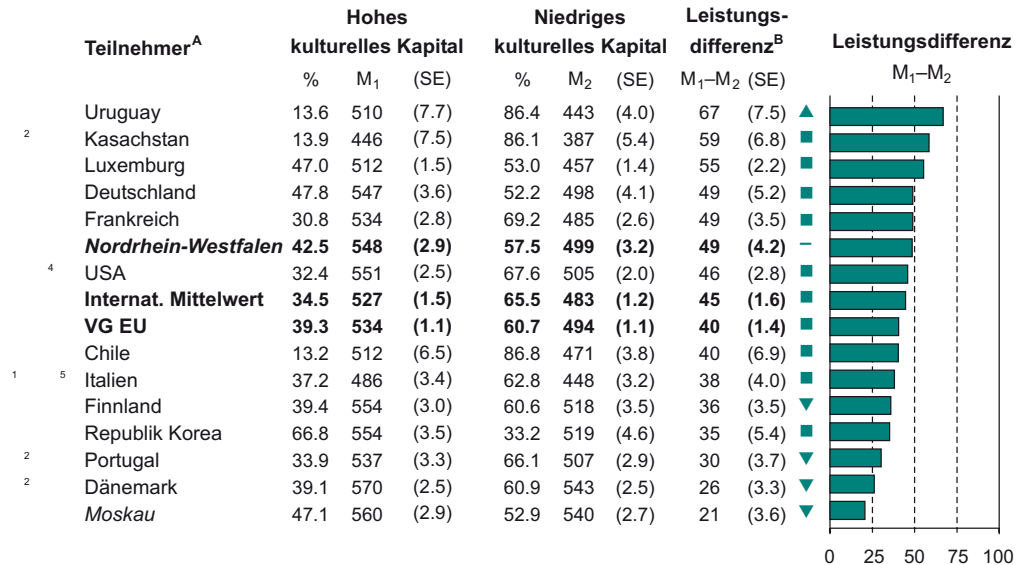 Hohes Niedriges Leistungs-
Teilnehmer^A kulturelles Kapital kulturelles Kapital differenz^B Leistungsdifferenz
% M₁ (SE) % M₂ (SE) M₁–M₂ (SE) M₁–M₂
Uruguay 13.6 510 (7.7) 86.4 443 (4.0) 67 (7.5) ▲
2 Kasachstan 13.9 446 (7.5) 86.1 387 (5.4) 59 (6.8) ■
Luxemburg 47.0 512 (1.5) 53.0 457 (1.4) 55 (2.2) ■
Deutschland 47.8 547 (3.6) 52.2 498 (4.1) 49 (5.2) ■
Frankreich 30.8 534 (2.8) 69.2 485 (2.6) 49 (3.5) ■
Nordrhein-Westfalen 42.5 548 (2.9) 57.5 499 (3.2) 49 (4.2) –
4 USA 32.4 551 (2.5) 67.6 505 (2.0) 46 (2.8) ■
Internat. Mittelwert 34.5 527 (1.5) 65.5 483 (1.2) 45 (1.6) ■
VG EU 39.3 534 (1.1) 60.7 494 (1.1) 40 (1.4) ■
Chile 13.2 512 (6.5) 86.8 471 (3.8) 40 (6.9) ■
1 5 Italien 37.2 486 (3.4) 62.8 448 (3.2) 38 (4.0) ■
Finnland 39.4 554 (3.0) 60.6 518 (3.5) 36 (3.5) ▼
Republik Korea 66.8 554 (3.5) 33.2 519 (4.6) 35 (5.4) ■
2 Portugal 33.9 537 (3.3) 66.1 507 (2.9) 30 (3.7) ▼
2 Dänemark 39.1 570 (2.5) 60.9 543 (2.5) 26 (3.3) ▼
Moskau 47.1 560 (2.9) 52.9 540 (2.7) 21 (3.6) ▼
0 25 50 75 100